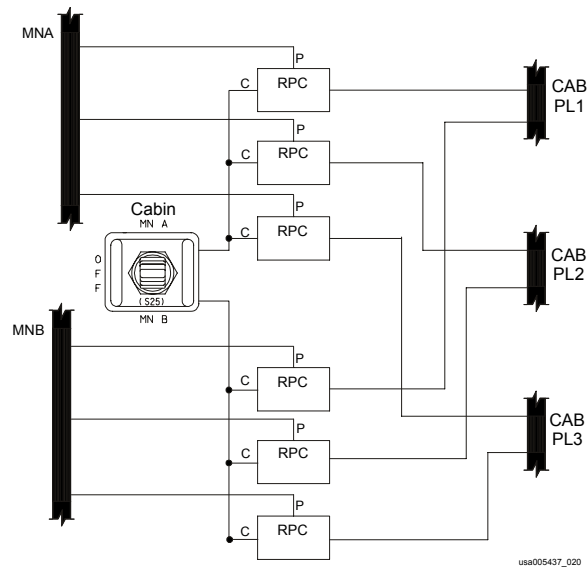 MNA
P
C
RPC
CAB
PL1
P
C
RPC
P
C
RPC
Cabin
MN A
O
F
F
(S25)
MN B
CAB
PL2
MNB
P
C
RPC
P
C
RPC
CAB
PL3
P
C
RPC
usa005437_020